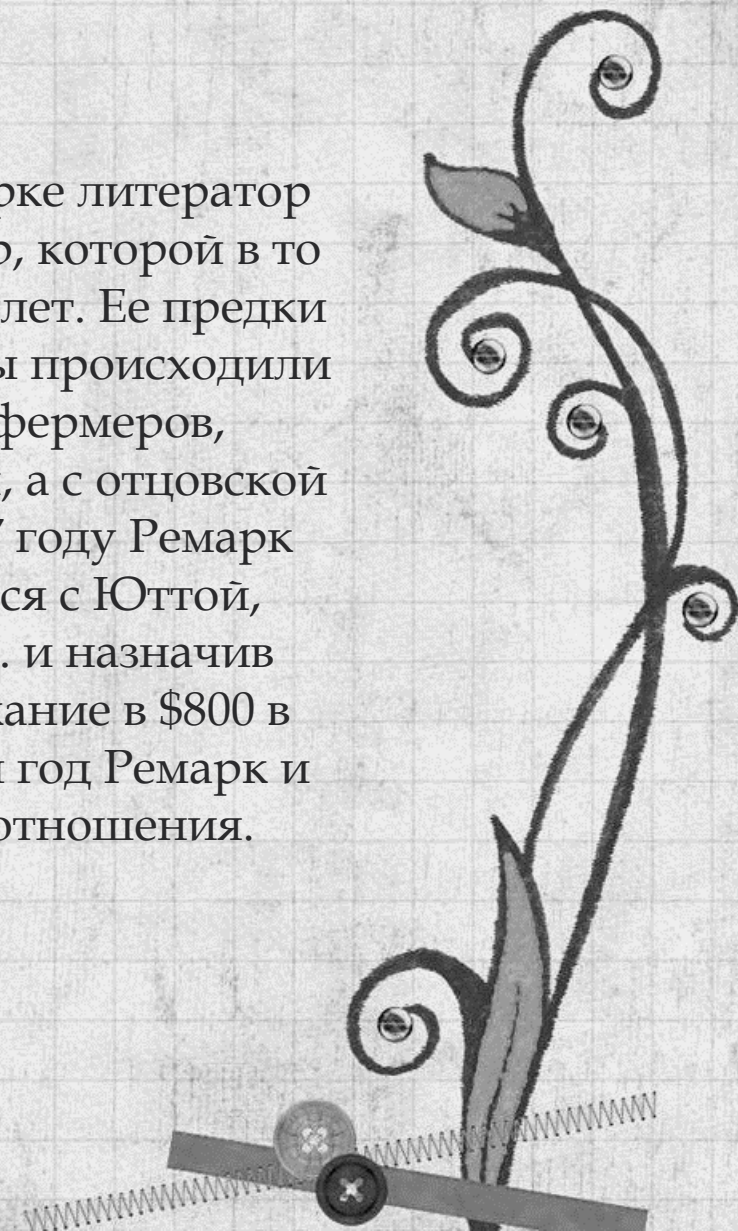 рке литератор
р, которой в то
лет. Ее предки
ы происходили
фермеров,
, а с отцовской
году Ремарк
ся с Юттой,
. и назначив
кание в $800 в
год Ремарк и
отношения.